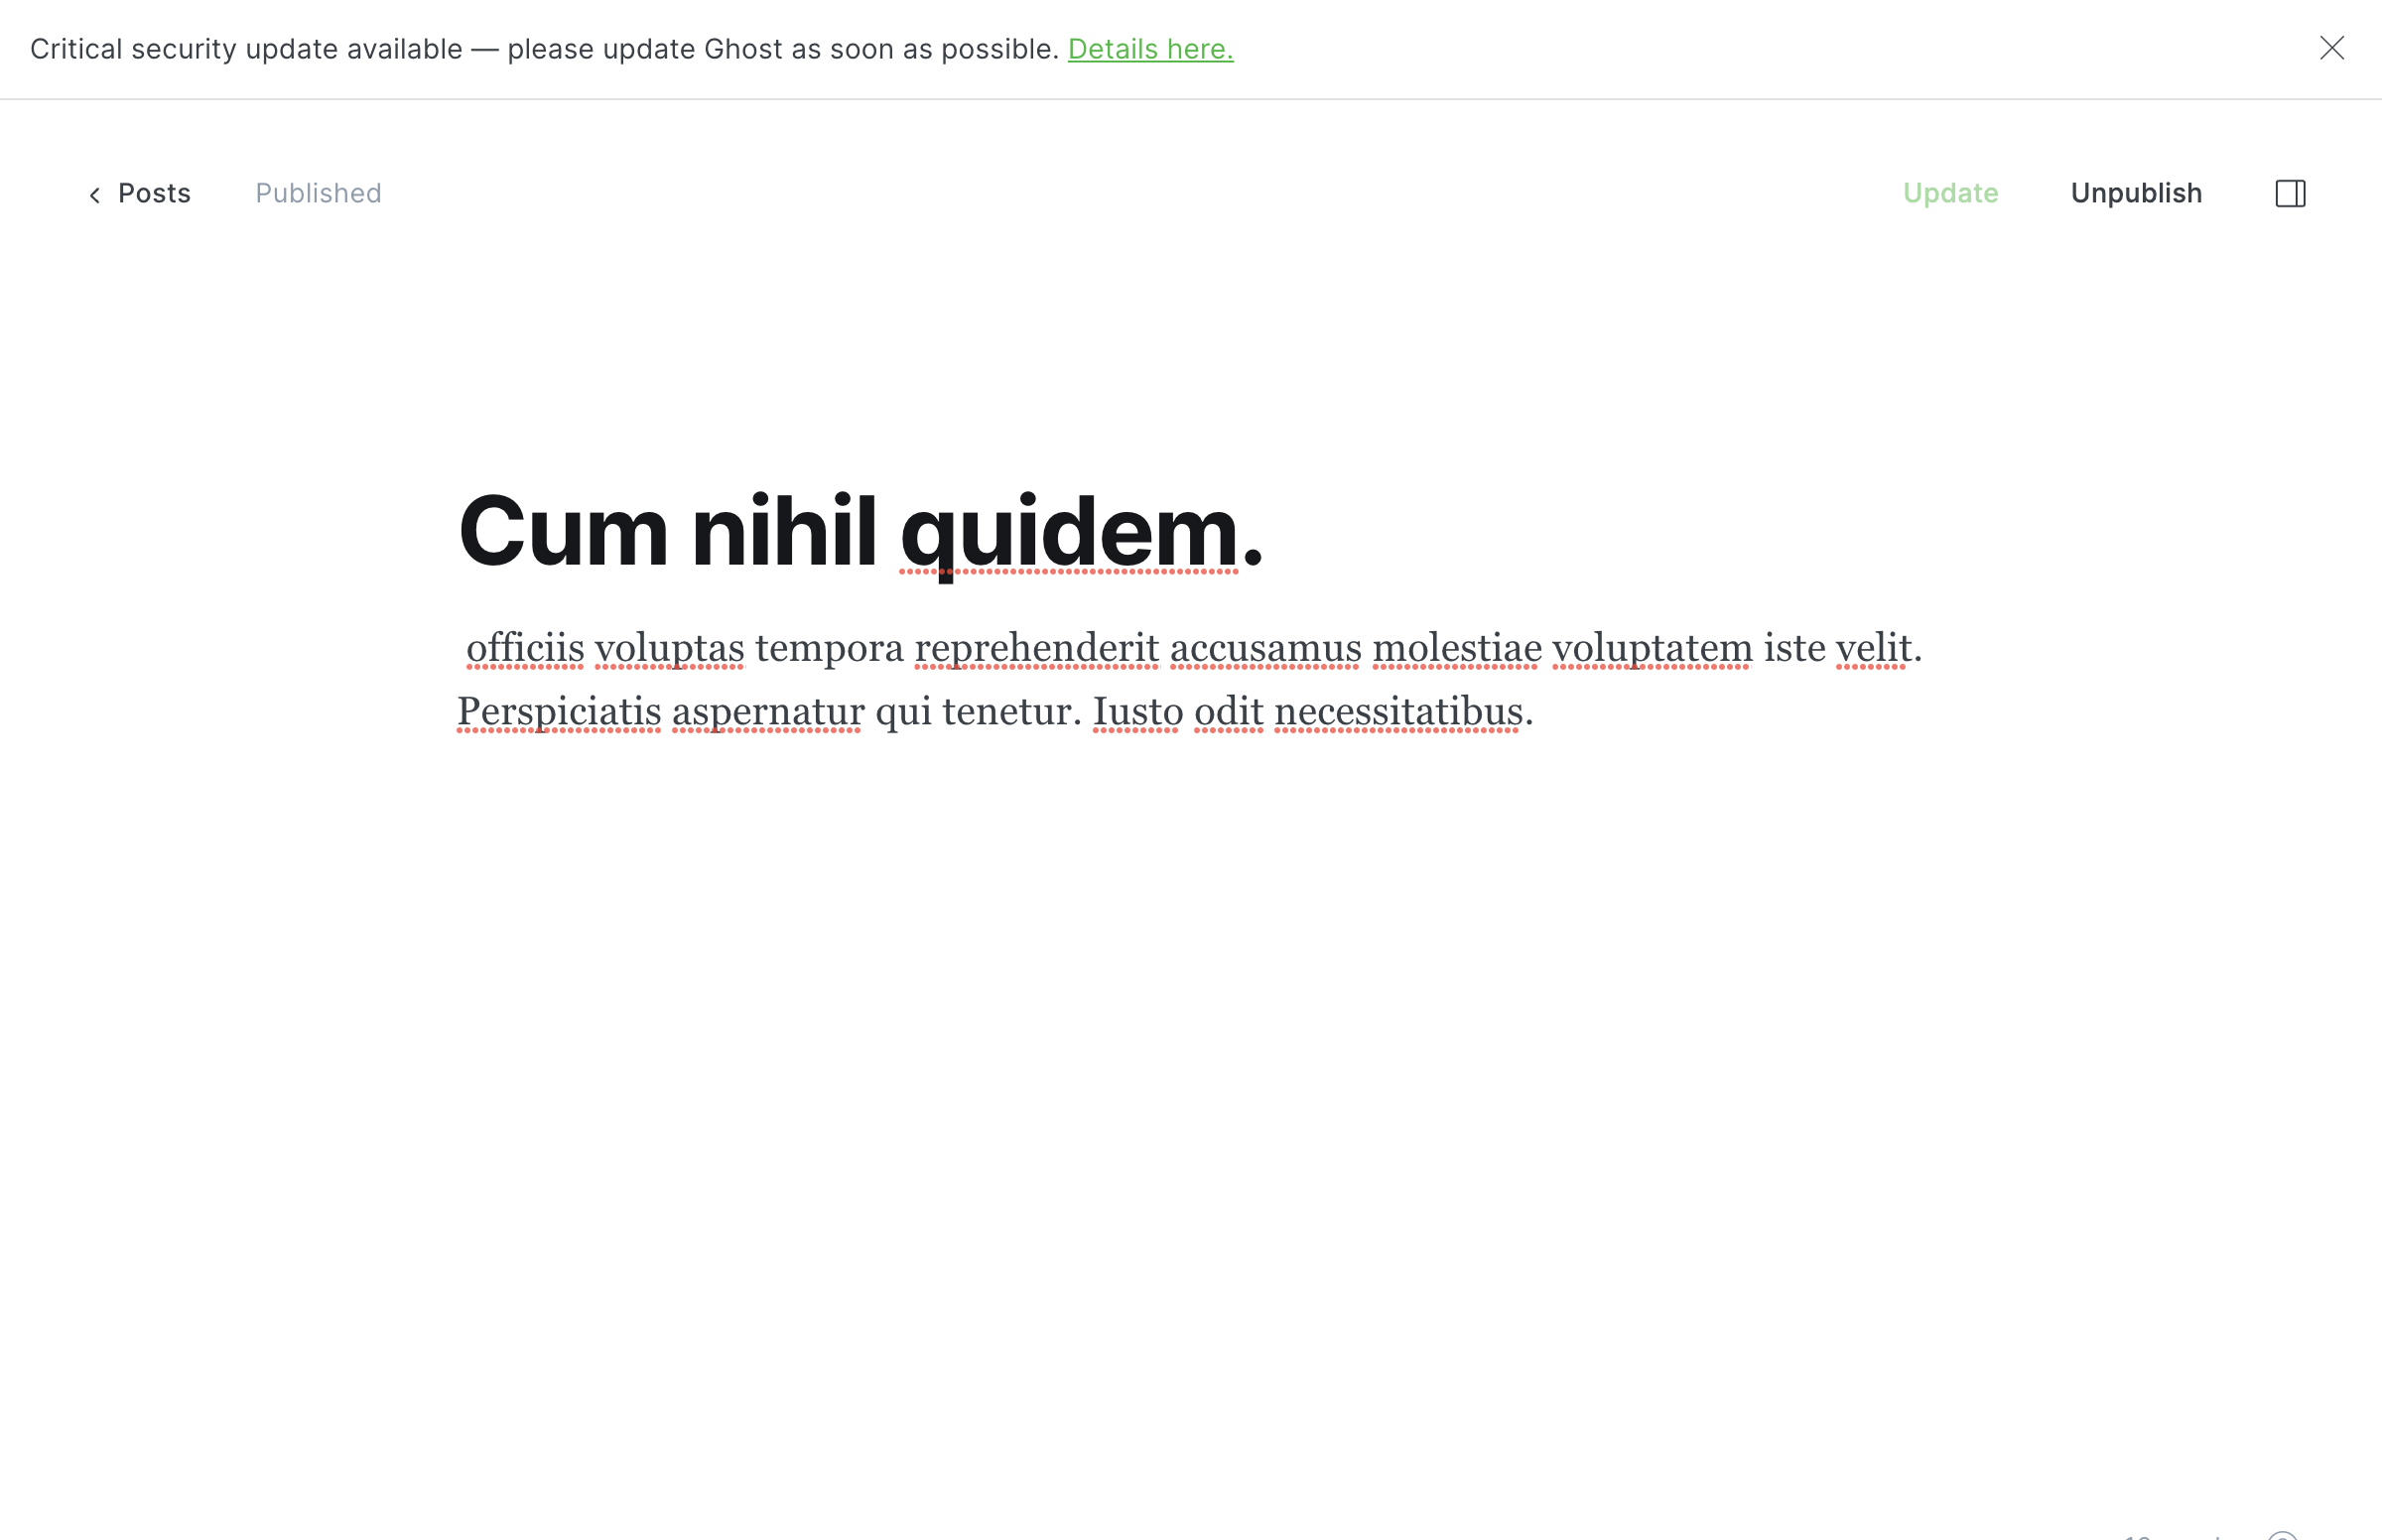 Critical security update available — please update Ghost as soon as possible. Details here.
Posts
Published
Update
Unpublish
Cum nihil quidem.
officiis voluptas tempora reprehenderit accusamus molestiae voluptatem iste velit.
Perspiciatis aspernatur qui tenetur. Iusto odit necessitatibus.